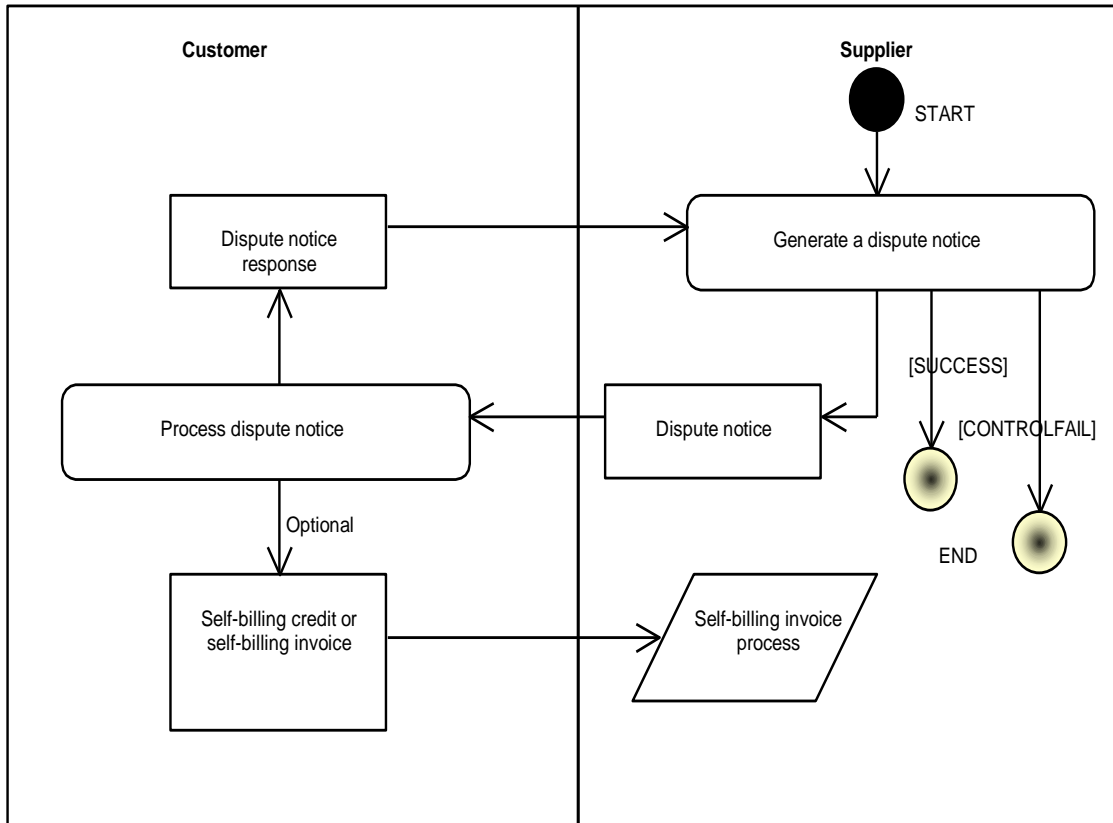 Customer
Supplier
START
Dispute notice
response
Generate a dispute notice
[SUCCESS]
Process dispute notice
Dispute notice
[CONTROLFAIL]
Optional
END
Self-billing credit or
self-billing invoice
Self-billing invoice
process